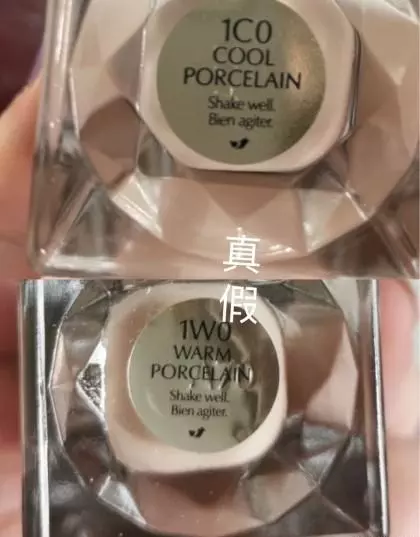 1C0
COOL
PORCELAIN
Shake well.
Bien agiter.
真
假
1W0
WARM
PORCELAIN
Shake well.
Bien agiter.